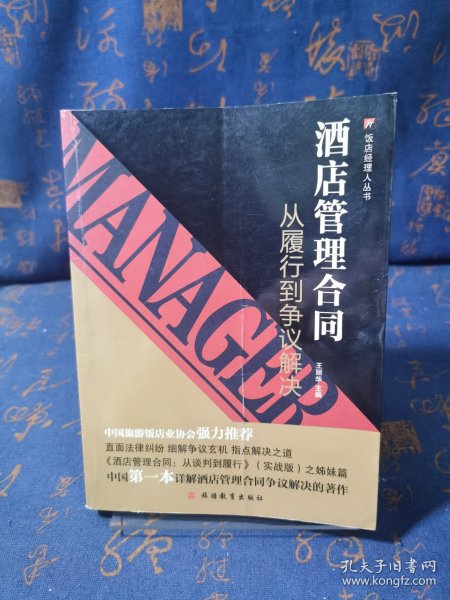 饭店经理人丛书
酒店管理合同
从履行到争议解决
王丽华 主编
MANAGER
中国旅游饭店业协会强力推荐
直面法律纠纷 细解争议玄机 指点解决之道
《酒店管理合同:从谈判到履行》(实战版)之姊妹篇
中国第一本详解酒店管理合同争议解决的著作
旅游教育出版社
孔夫子旧书网
www.kongfz.com